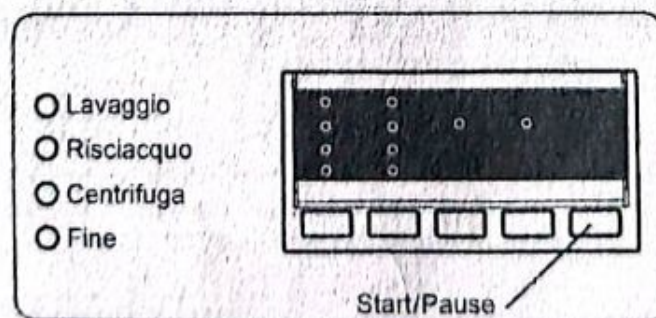 Lavaggio
Risciacquo
Centrifuga
Fine
Start/Pause